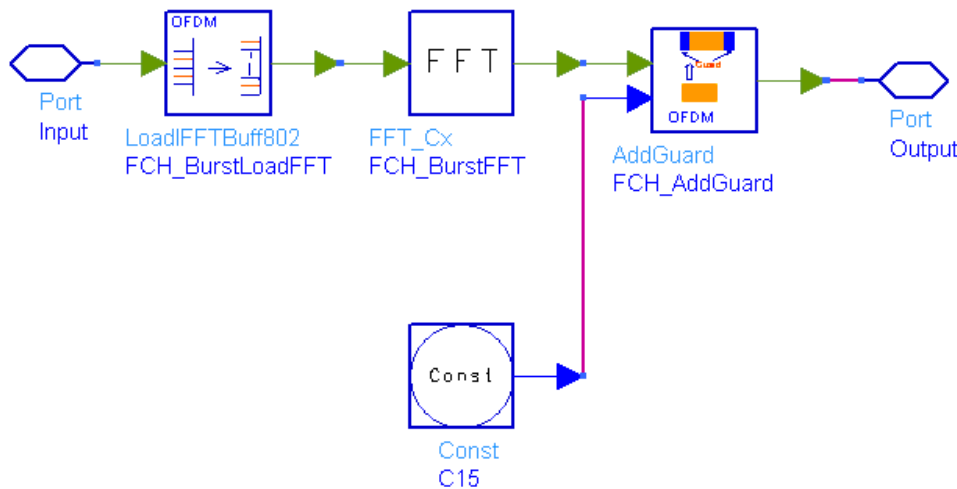 OFDM
FFT
Guard
OFDM
Port
Input
LoadIFFTBuff802
FCH_BurstLoadFFT
FFT_Cx
FCH_BurstFFT
AddGuard
FCH_AddGuard
Port
Output
Const
Const
C15